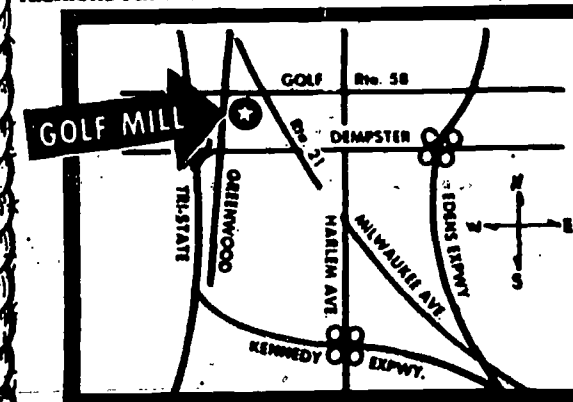 GOLF Rte. 58
GOLF MILL
Rte. 21
DEMPSTER
TRI-STATE
GREENWOOD
HARLEM AVE.
MILWAUKEE AVE.
EDENS EXPWY
N
W E
S
KENNEDY EXPWY.